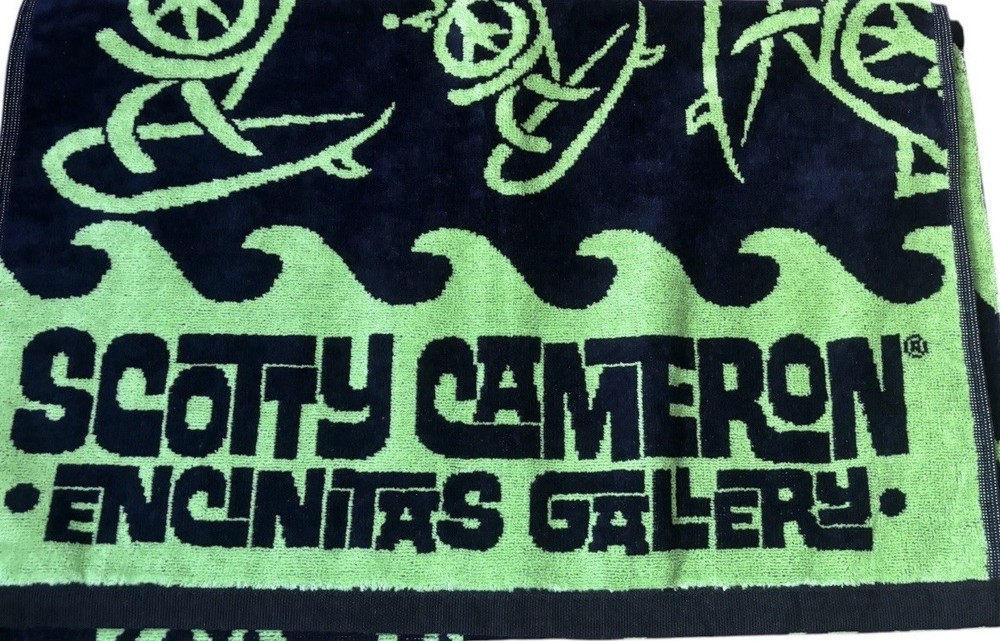 SCOTTY CAMERON®
• ENCINITAS GALLERY •